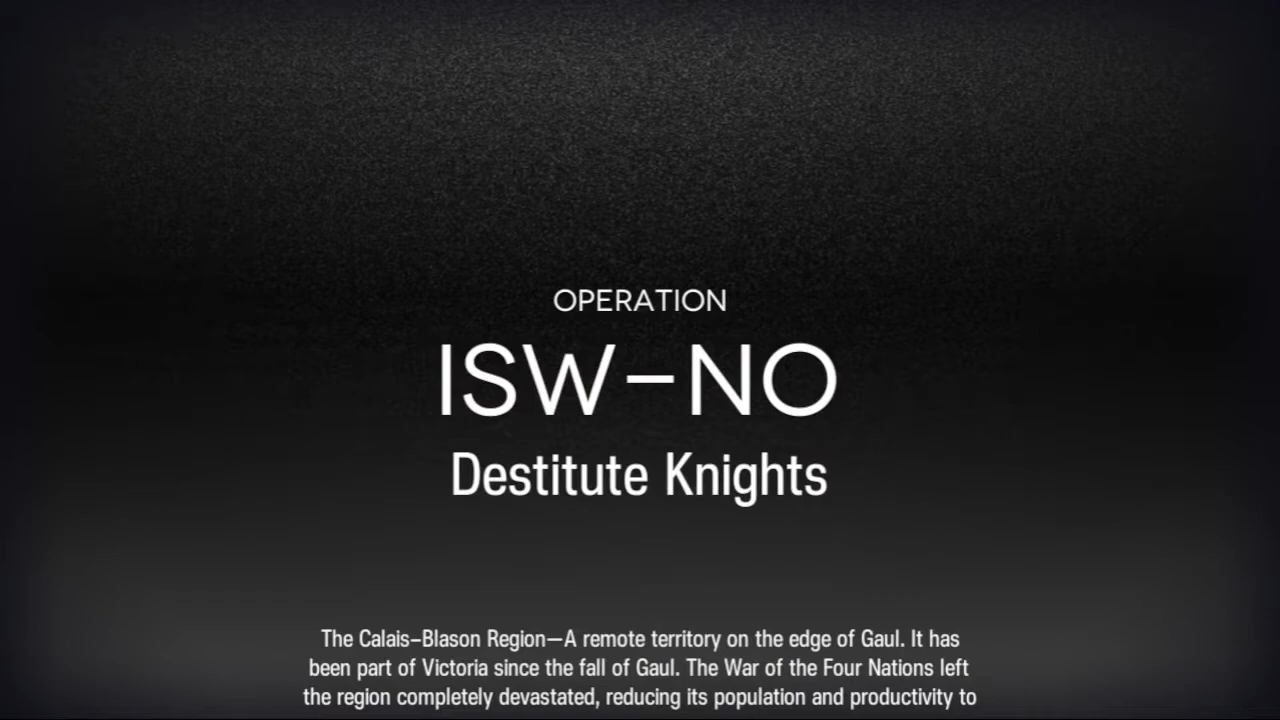 OPERATION
ISW-NO
Destitute Knights
The Calais-Blason Region—A remote territory on the edge of Gaul. It has
been part of Victoria since the fall of Gaul. The War of the Four Nations left
the region completely devastated, reducing its population and productivity to